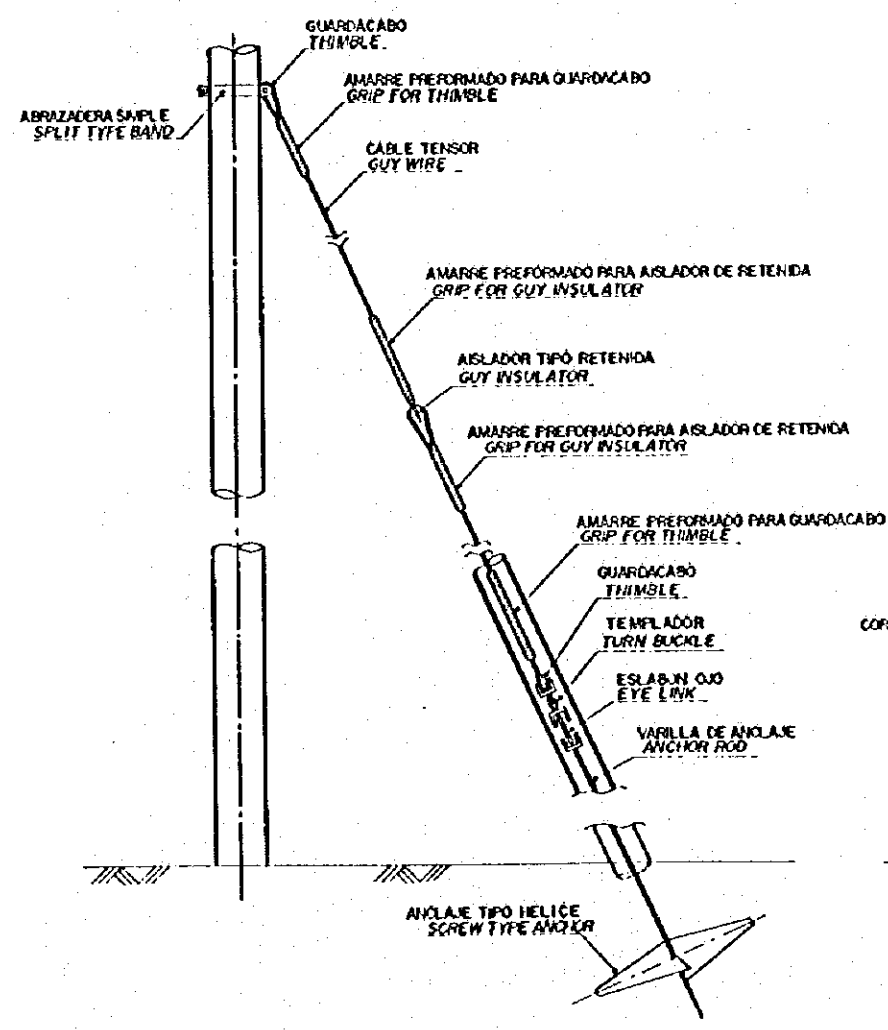 GUARDACABO
THIMBLE
AMARRE PREFORMADO PARA GUARDACABO
GRIP FOR THIMBLE
ABRAZADERA SIMPLE
SPLIT TYPE BAND
CABLE TENSOR
GUY WIRE
AMARRE PREFORMADO PARA AISLADOR DE RETENIDA
GRIP FOR GUY INSULATOR
AISLADOR TIPO RETENIDA
GUY INSULATOR
AMARRE PREFORMADO PARA AISLADOR DE RETENIDA
GRIP FOR GUY INSULATOR
AMARRE PREFORMADO PARA GUARDACABO
GRIP FOR THIMBLE
GUARDACABO
THIMBLE
TEMPLADOR
TURN BUCKLE
COR
ESLABON OJO
EYE LINK
VARILLA DE ANCLAJE
ANCHOR ROD
ANCLAJE TIPO HELICE
SCREW TYPE ANCHOR